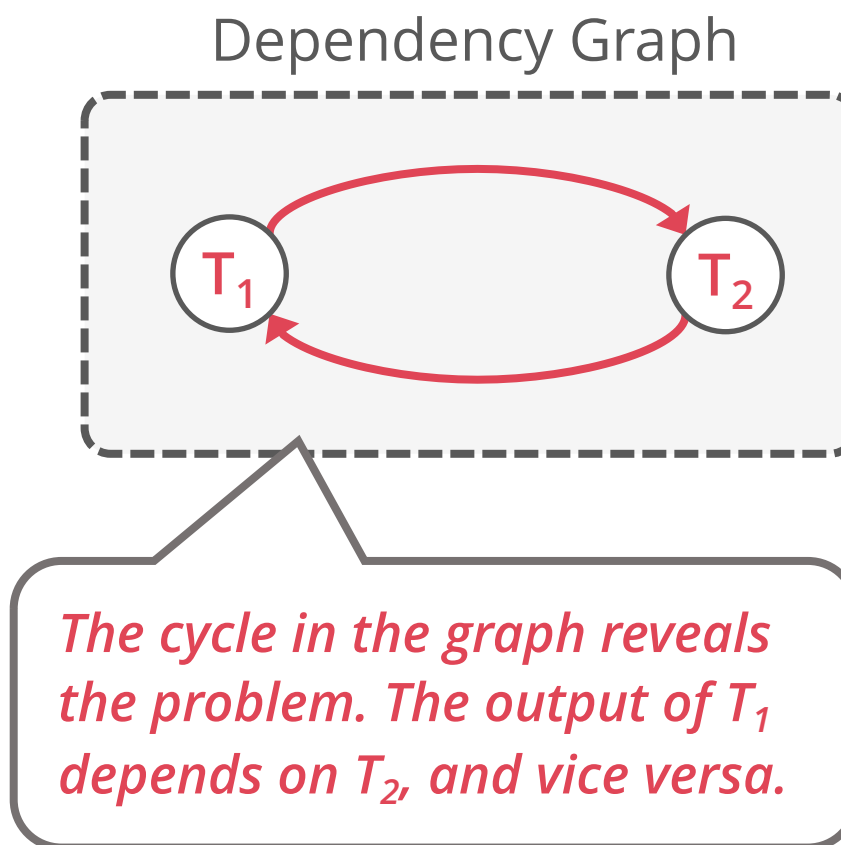 Dependency Graph
T₁
T₂
The cycle in the graph reveals
the problem. The output of T₁
depends on T₂, and vice versa.